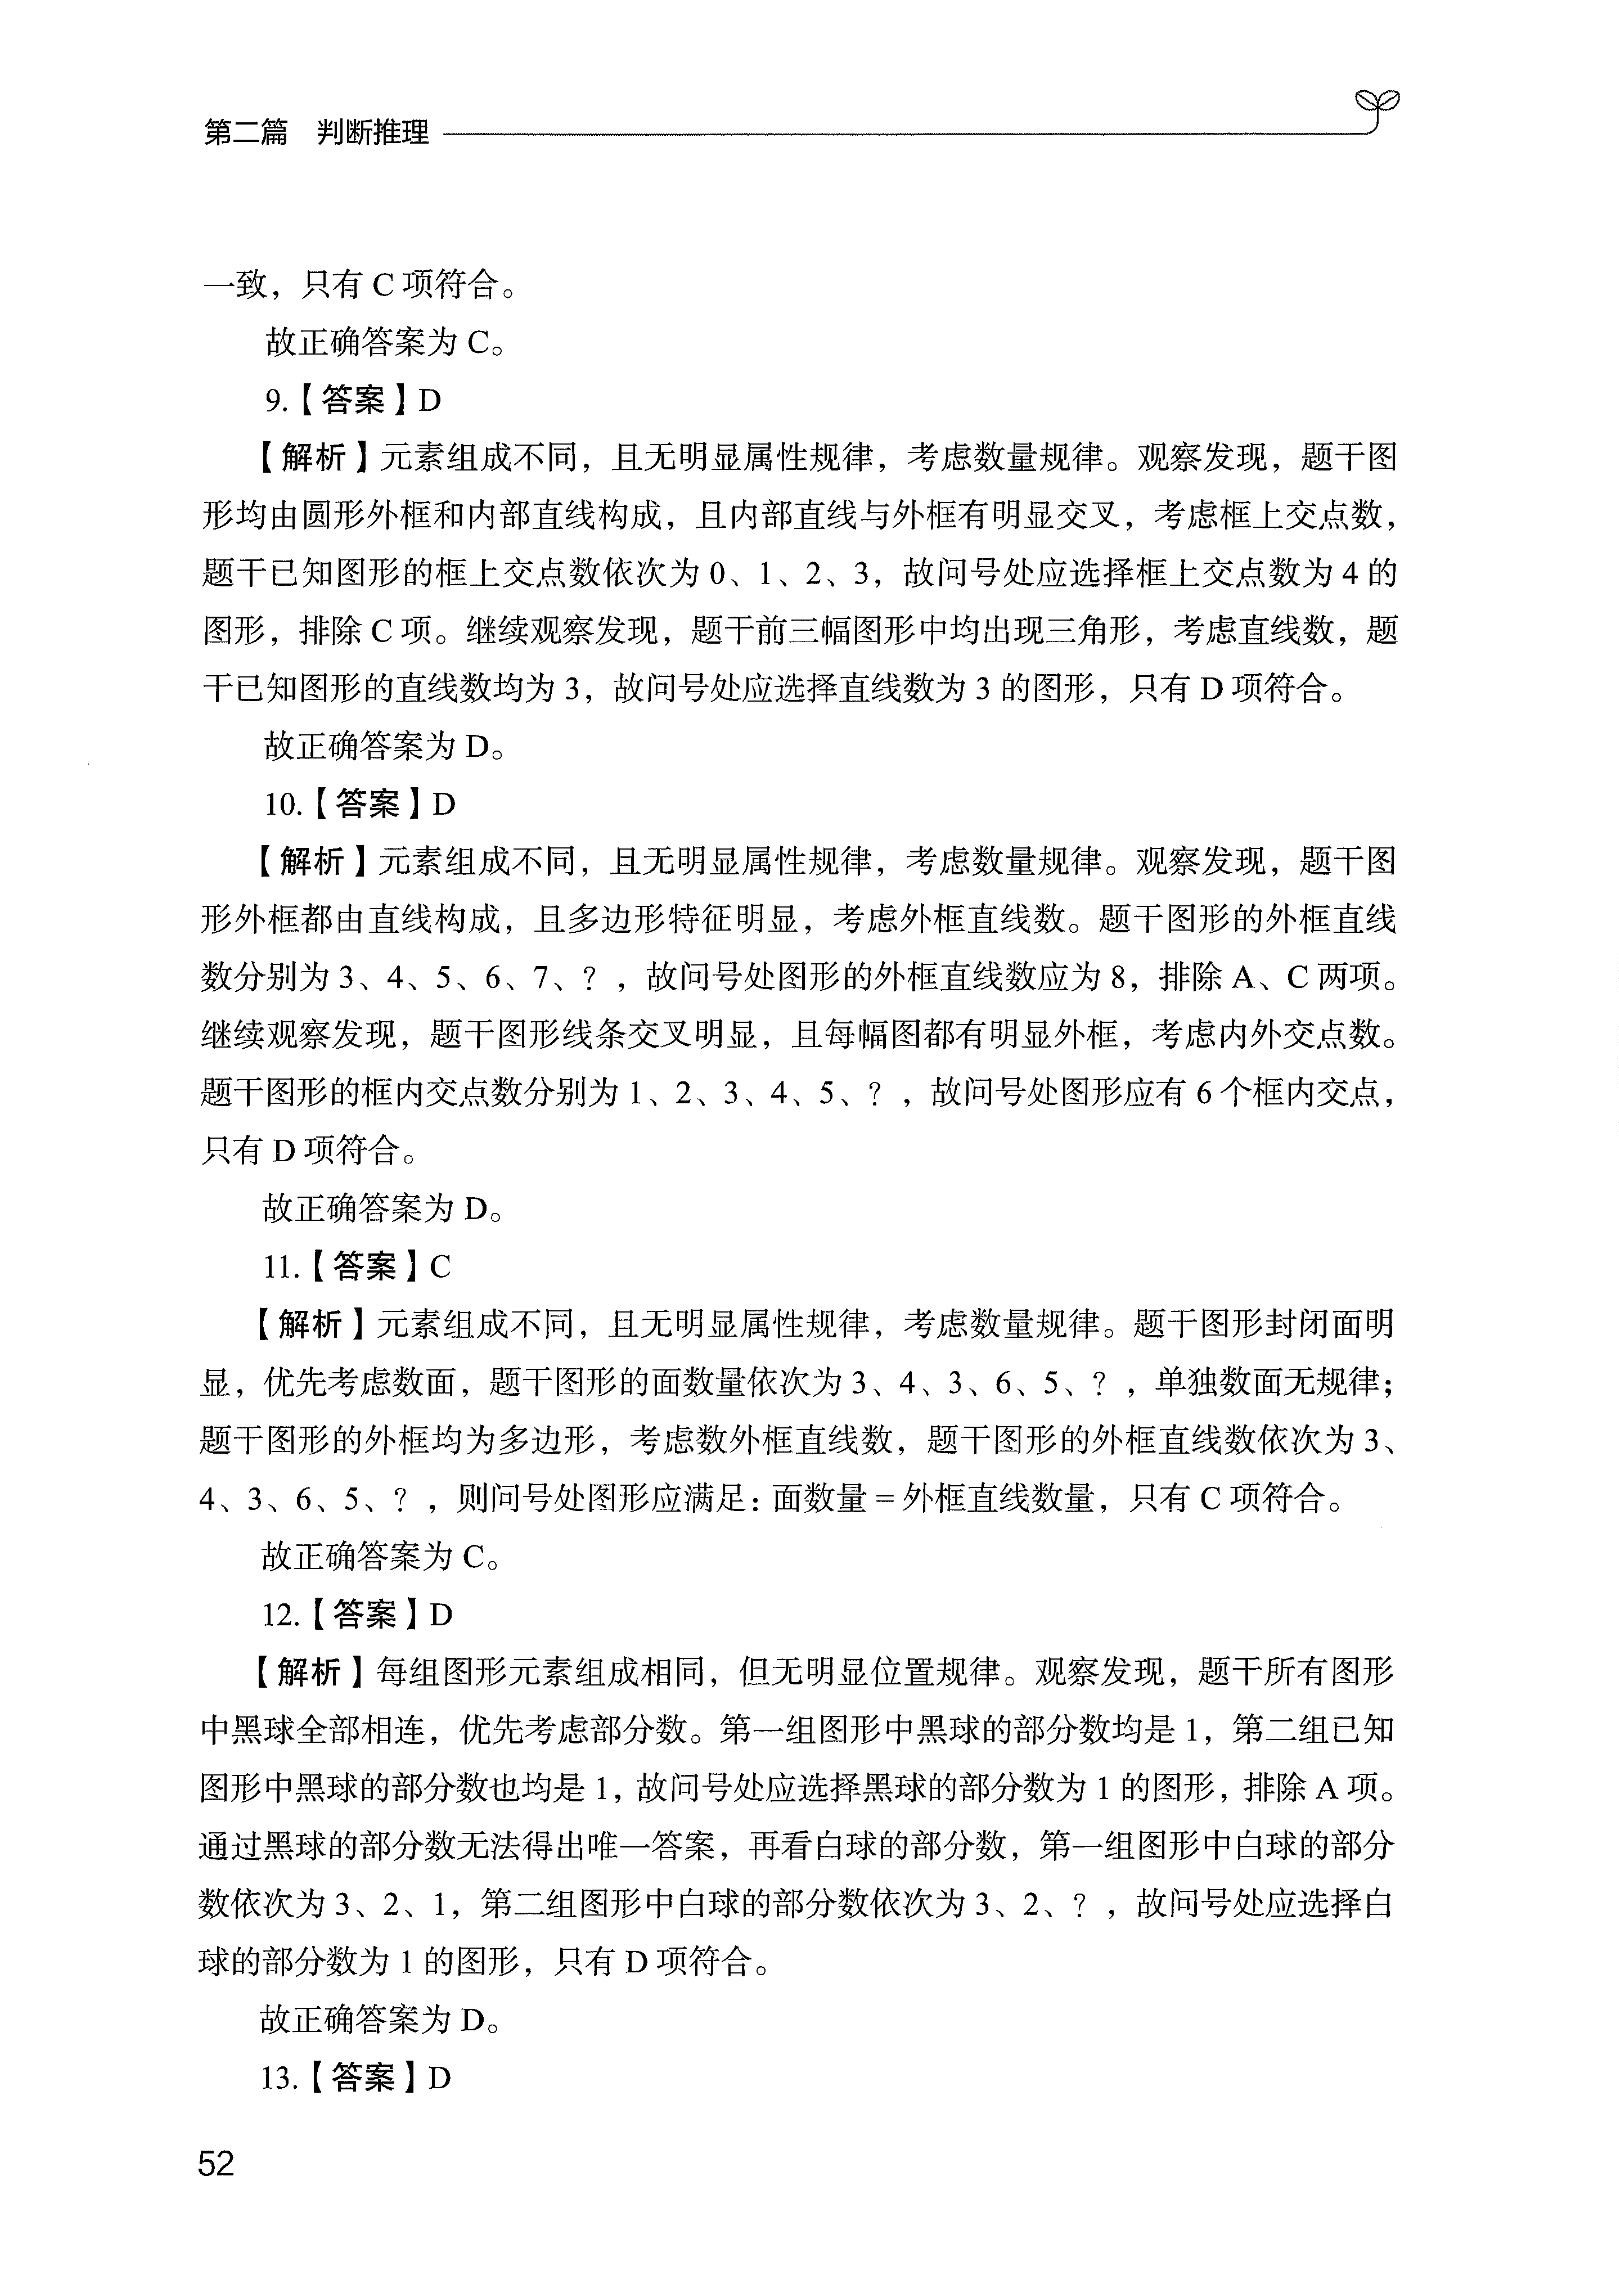 第二篇　判断推理
一致，只有 C 项符合。
故正确答案为 C。
9.【答案】D
【解析】元素组成不同，且无明显属性规律，考虑数量规律。观察发现，题干图
形均由圆形外框和内部直线构成，且内部直线与外框有明显交叉，考虑框上交点数，
题干已知图形的框上交点数依次为 0、1、2、3，故问号处应选择框上交点数为 4 的
图形，排除 C 项。继续观察发现，题干前三幅图形中均出现三角形，考虑直线数，题
干已知图形的直线数均为 3，故问号处应选择直线数为 3 的图形，只有 D 项符合。
故正确答案为 D。
10.【答案】D
【解析】元素组成不同，且无明显属性规律，考虑数量规律。观察发现，题干图
形外框都由直线构成，且多边形特征明显，考虑外框直线数。题干图形的外框直线
数分别为 3、4、5、6、7、？，故问号处图形的外框直线数应为 8，排除 A、C 两项。
继续观察发现，题干图形线条交叉明显，且每幅图都有明显外框，考虑内外交点数。
题干图形的框内交点数分别为 1、2、3、4、5、？，故问号处图形应有 6 个框内交点，
只有 D 项符合。
故正确答案为 D。
11.【答案】C
【解析】元素组成不同，且无明显属性规律，考虑数量规律。题干图形封闭面明
显，优先考虑数面，题干图形的面数量依次为 3、4、3、6、5、？，单独数面无规律；
题干图形的外框均为多边形，考虑数外框直线数，题干图形的外框直线数依次为 3、
4、3、6、5、？，则问号处图形应满足：面数量 = 外框直线数量，只有 C 项符合。
故正确答案为 C。
12.【答案】D
【解析】每组图形元素组成相同，但无明显位置规律。观察发现，题干所有图形
中黑球全部相连，优先考虑部分数。第一组图形中黑球的部分数均是 1，第二组已知
图形中黑球的部分数也均是 1，故问号处应选择黑球的部分数为 1 的图形，排除 A 项。
通过黑球的部分数无法得出唯一答案，再看白球的部分数，第一组图形中白球的部分
数依次为 3、2、1，第二组图形中白球的部分数依次为 3、2、？，故问号处应选择白
球的部分数为 1 的图形，只有 D 项符合。
故正确答案为 D。
13.【答案】D
52